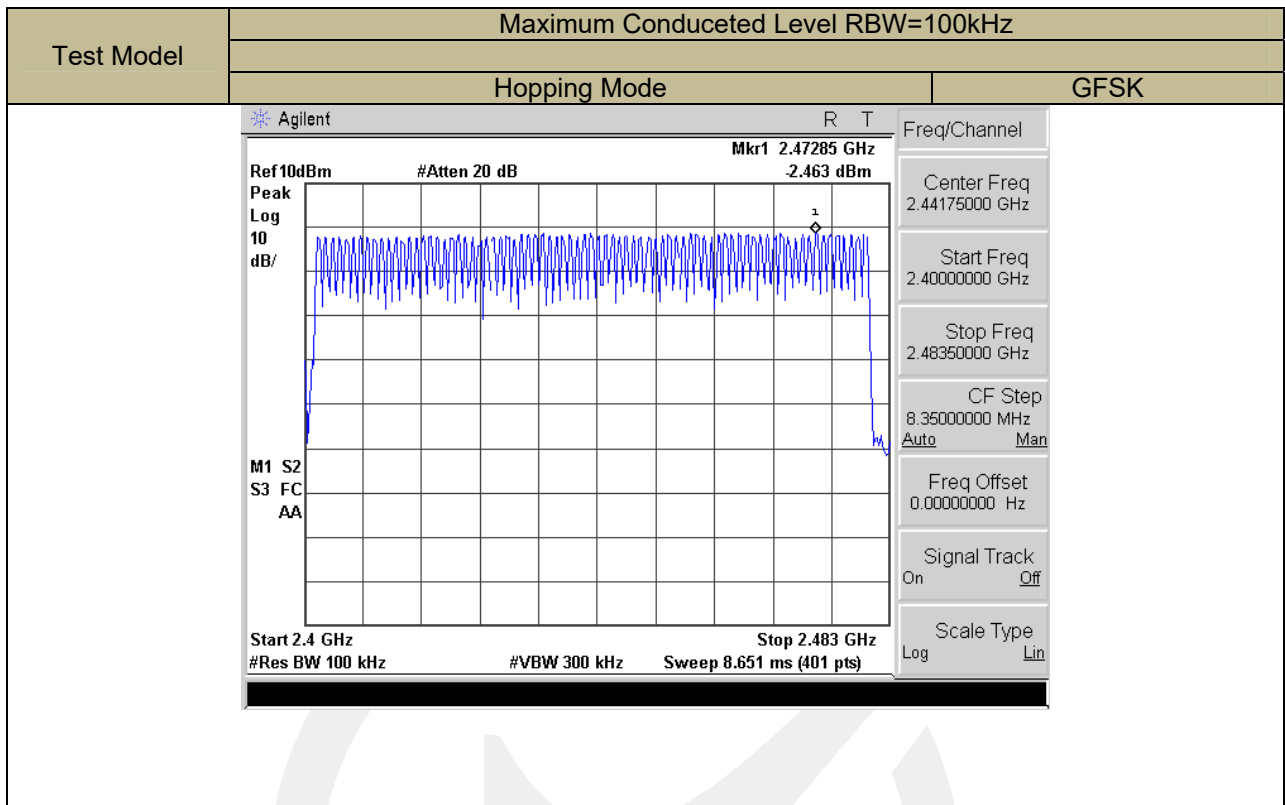 Test Model
Maximum Conduceted Level RBW=100kHz
Hopping Mode
GFSK
Agilent
R T
Mkr1 2.47285 GHz
Ref 10dBm
#Atten 20 dB
-2.463 dBm
Peak
Log
10
dB/
1
M1 S2
S3 FC
AA
Start 2.4 GHz
Stop 2.483 GHz
#Res BW 100 kHz
#VBW 300 kHz
Sweep 8.651 ms (401 pts)
Freq/Channel
Center Freq
2.44175000 GHz
Start Freq
2.40000000 GHz
Stop Freq
2.48350000 GHz
CF Step
8.35000000 MHz
Auto Man
Freq Offset
0.00000000 Hz
Signal Track
On Off
Scale Type
Log Lin